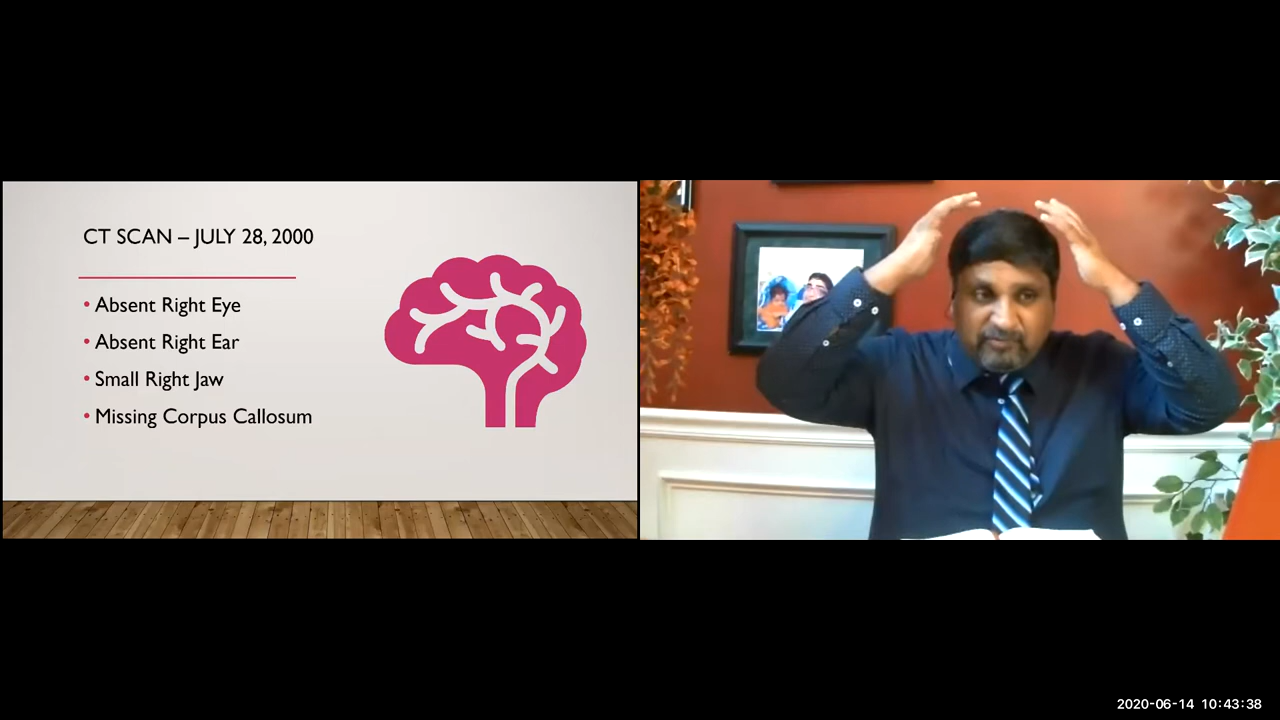 CT SCAN – JULY 28, 2000
• Absent Right Eye
• Absent Right Ear
• Small Right Jaw
• Missing Corpus Callosum
2020-06-14 10:43:38